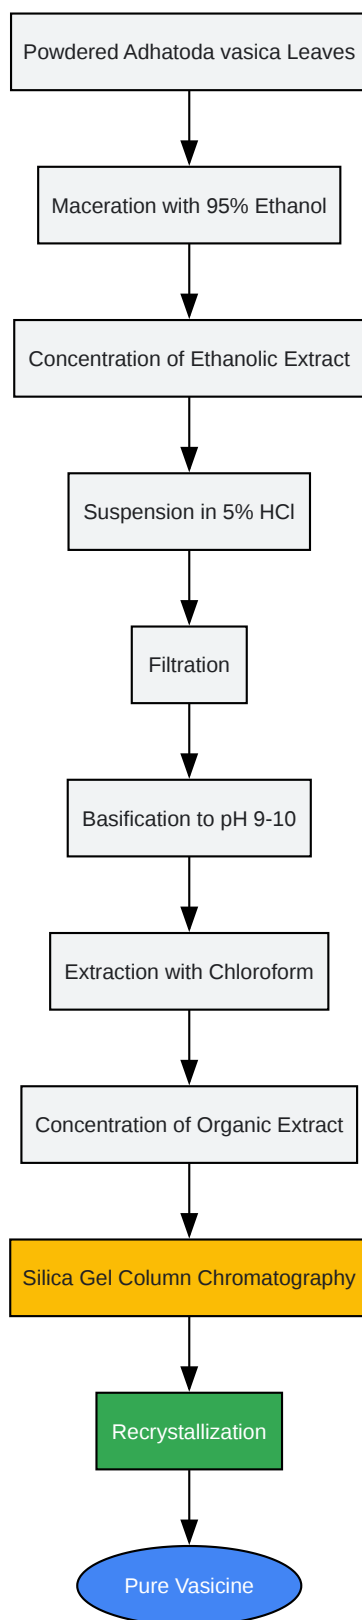 Powdered Adhatoda vasica Leaves
Maceration with 95% Ethanol
Concentration of Ethanolic Extract
Suspension in 5% HCl
Filtration
Basification to pH 9-10
Extraction with Chloroform
Concentration of Organic Extract
Silica Gel Column Chromatography
Recrystallization
Pure Vasicine